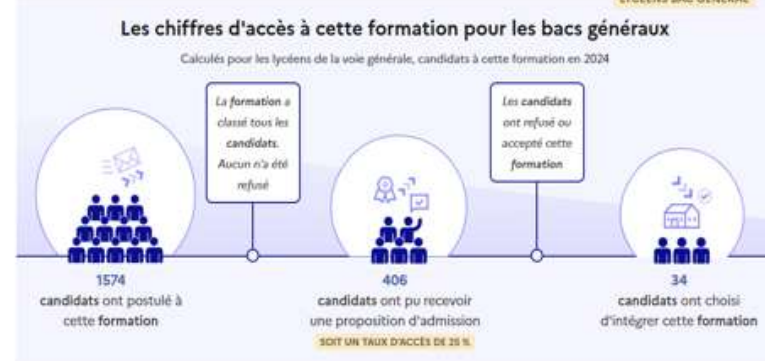 LYCÉENS BAC GÉNÉRAL
Les chiffres d'accès à cette formation pour les bacs généraux
Calculés pour les lycéens de la voie générale, candidats à cette formation en 2024
La formation a
classé tous les
candidats.
Aucun n'a été
refusé
Les candidats
ont refusé ou
accepté cette
formation
1574
candidats ont postulé à
cette formation
406
candidats ont pu recevoir
une proposition d'admission
SOIT UN TAUX D'ACCÈS DE 25 %
34
candidats ont choisi
d'intégrer cette formation